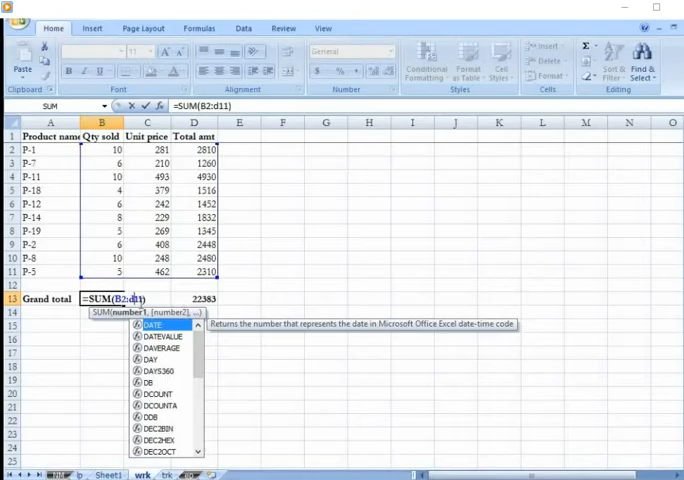 Home Insert Page Layout Formulas Data Review View
Paste
11 A A
General
Conditional Formatting
Format as Table
Cell Styles
Insert
Delete
Format
Σ
Sort & Filter
Find & Select
B I U
$ % ,
Clipboard Font Alignment Number Styles Cells Editing
SUM =SUM(B2:d11)
A B C D E F G H I J K L M N O
1 Product name Qty sold Unit price Total amt
2 P-1 10 281 2810
3 P-7 6 210 1260
4 P-11 10 493 4930
5 P-18 4 379 1516
6 P-12 6 242 1452
7 P-14 8 229 1832
8 P-19 5 269 1345
9 P-2 6 408 2448
10 P-8 10 248 2480
11 P-5 5 462 2310
12
13 Grand total =SUM(B2:d11) 22383
14 SUM(number1, [number2], ...)
15 DATE Returns the number that represents the date in Microsoft Office Excel date-time code
16 DATEVALUE
17 DAVERAGE
DAY
18 DAYS360
19 DB
20 DCOUNT
21 DCOUNTA
22 DDB
23 DEC2BIN
DEC2HEX
24 DEC2OCT
25
NM lp Sheet1 wrk trk